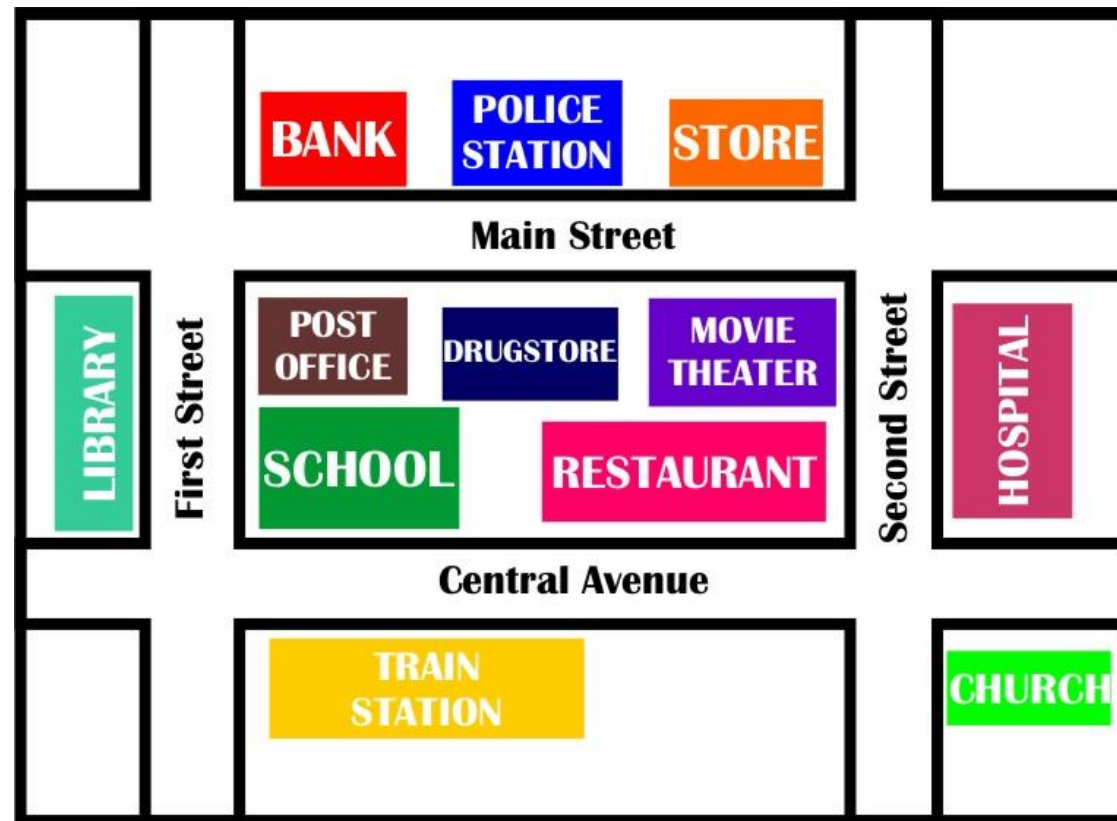 BANK
POLICE
STATION
STORE
Main Street
LIBRARY
First Street
POST
OFFICE
DRUGSTORE
MOVIE
THEATER
SCHOOL
RESTAURANT
Second Street
HOSPITAL
Central Avenue
TRAIN
STATION
CHURCH